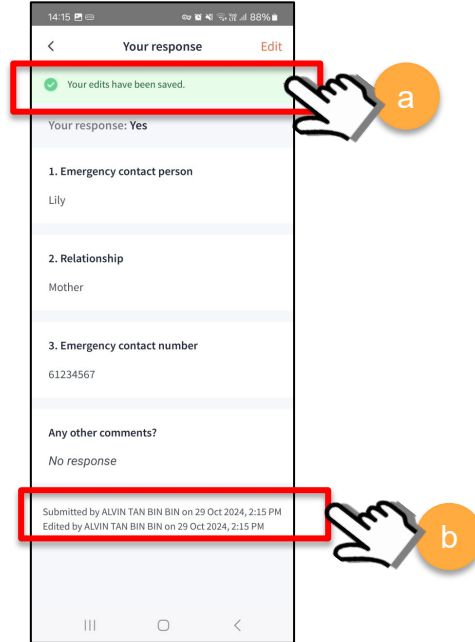 14:15 88%
Your response Edit
Your edits have been saved.
a
Your response: Yes
1. Emergency contact person
Lily
2. Relationship
Mother
3. Emergency contact number
61234567
Any other comments?
No response
Submitted by ALVIN TAN BIN BIN on 29 Oct 2024, 2:15 PM
Edited by ALVIN TAN BIN BIN on 29 Oct 2024, 2:15 PM
b